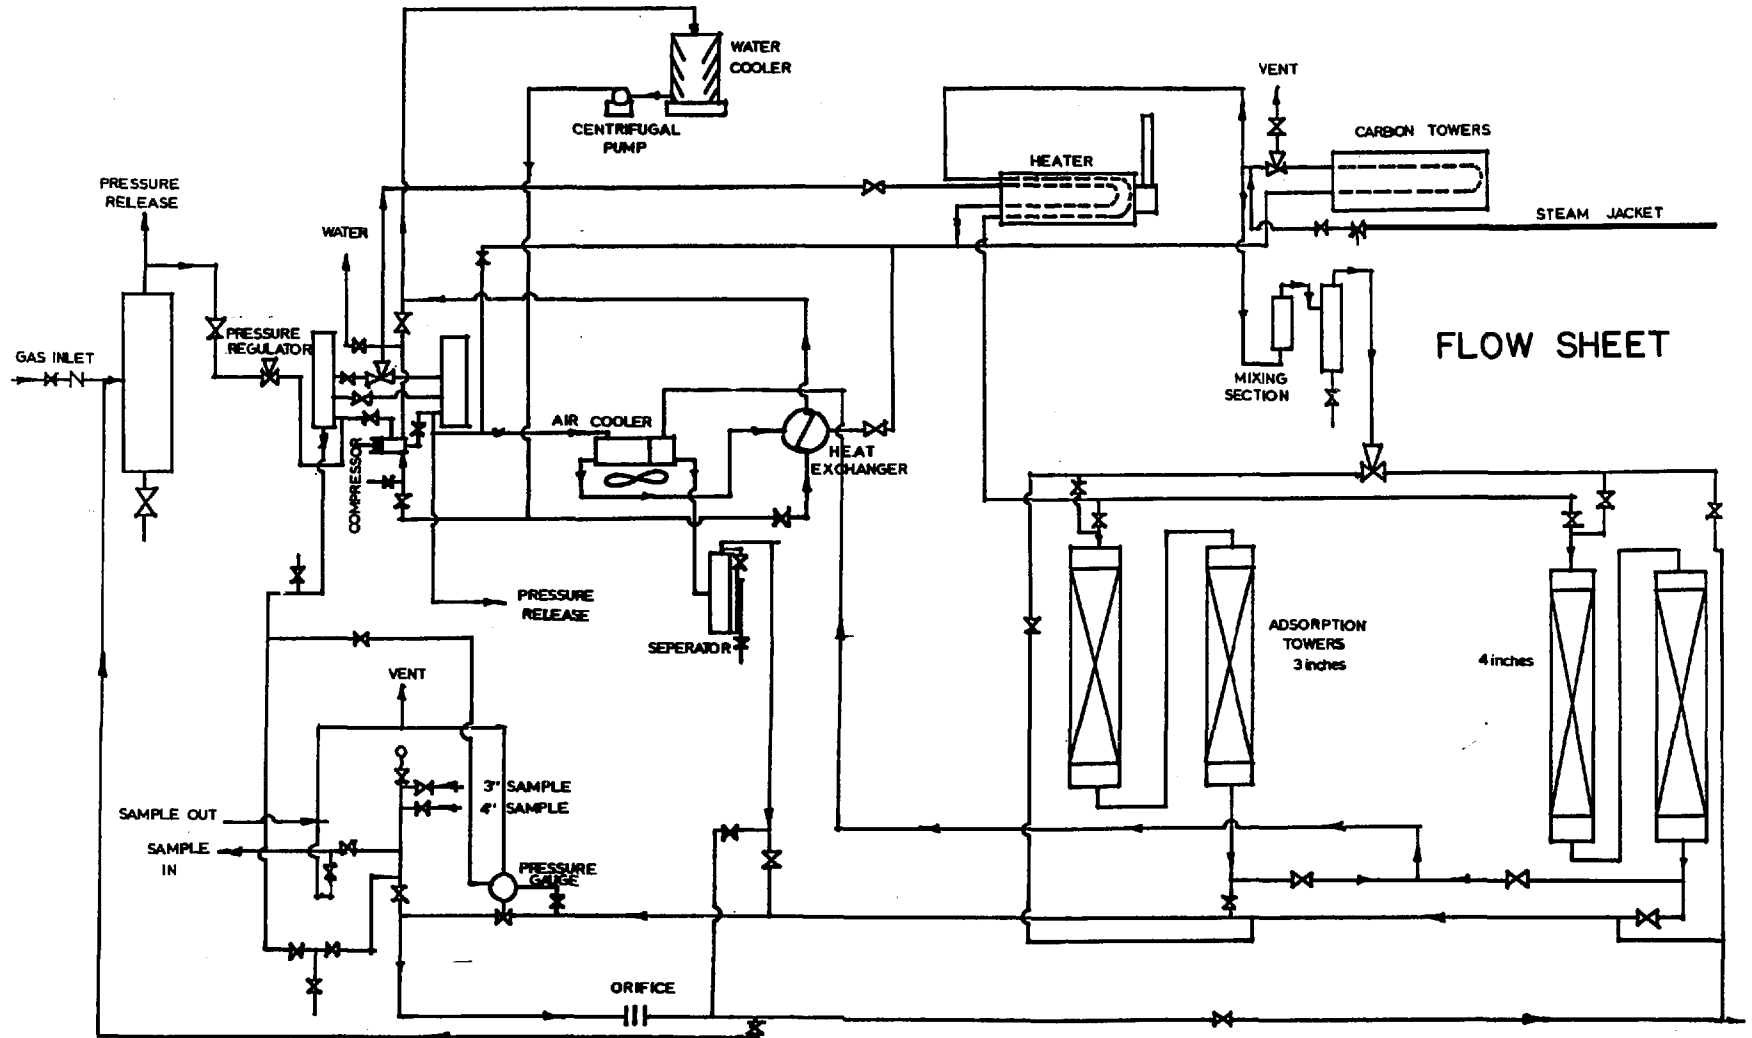 WATER
COOLER
VENT
CENTRIFUGAL
PUMP
CARBON TOWERS
HEATER
PRESSURE
RELEASE
STEAM JACKET
WATER
PRESSURE
REGULATOR
GAS INLET
FLOW SHEET
MIXING
SECTION
AIR COOLER
HEAT
EXCHANGER
COMPRESSOR
PRESSURE
RELEASE
SEPERATOR
ADSORPTION
TOWERS
3 inches
4 inches
VENT
3" SAMPLE
4" SAMPLE
SAMPLE OUT
SAMPLE
IN
PRESSURE
GAUGE
ORIFICE